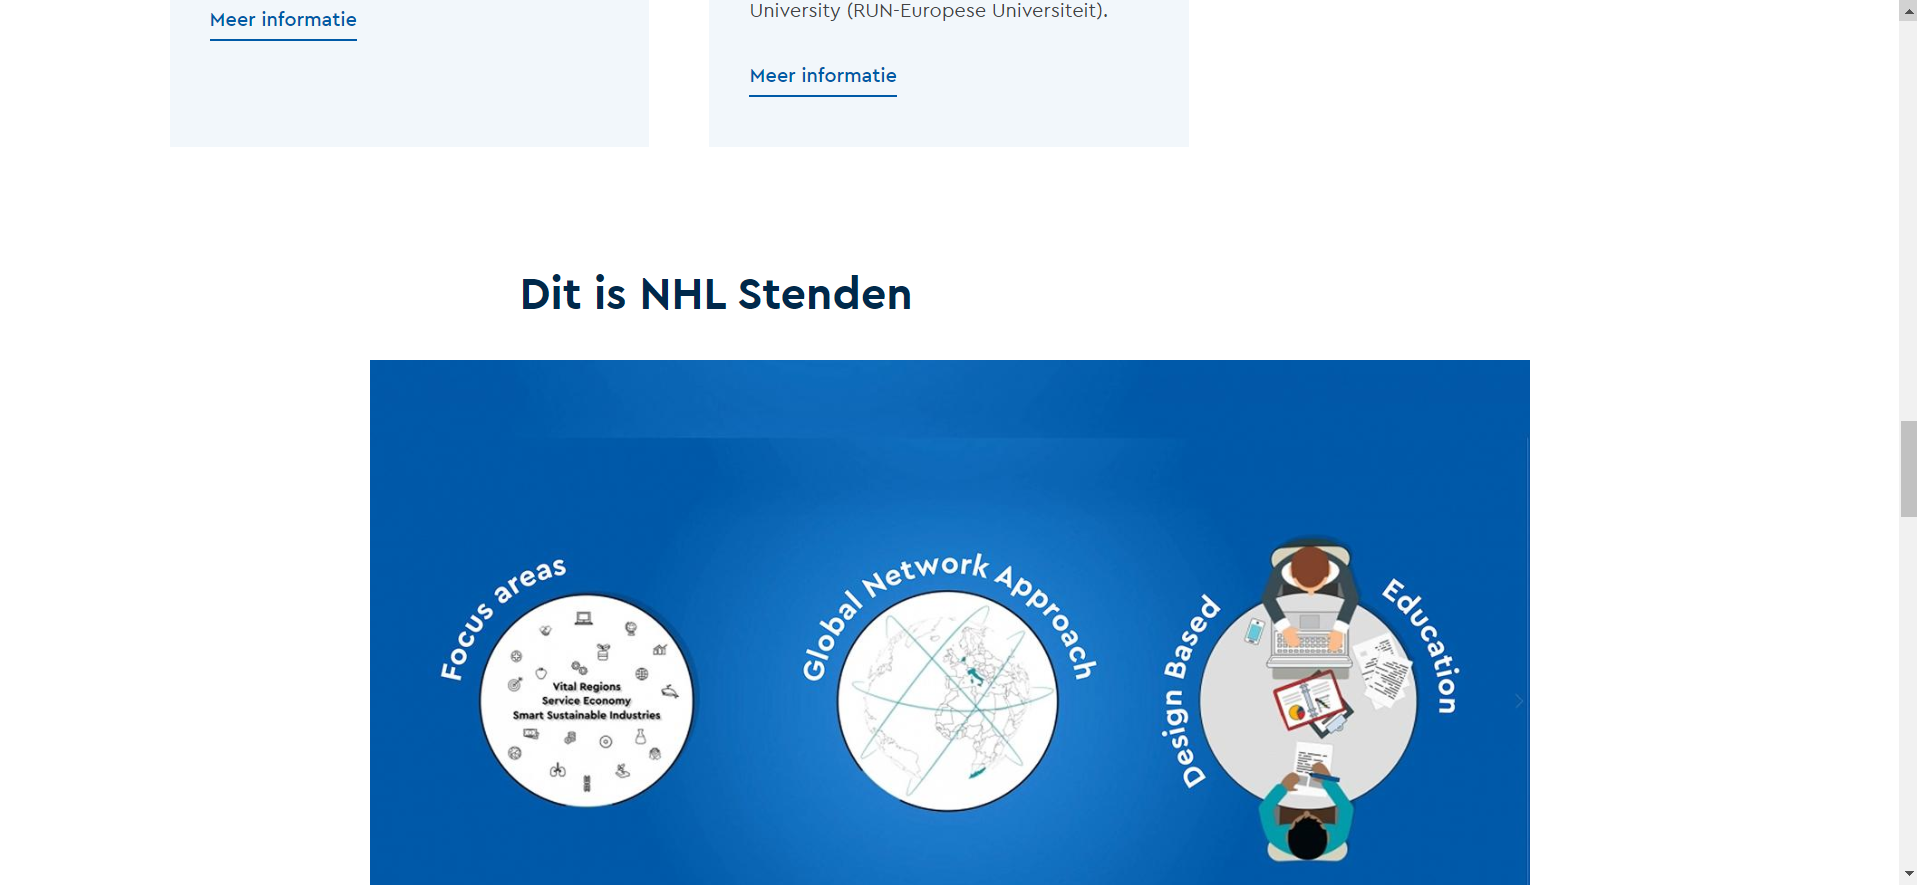 Meer informatie
University (RUN-Europese Universiteit).
Meer informatie
Dit is NHL Stenden
Focus areas
Vital Regions
Service Economy
Smart Sustainable Industries
Global Network Approach
Design Based Education